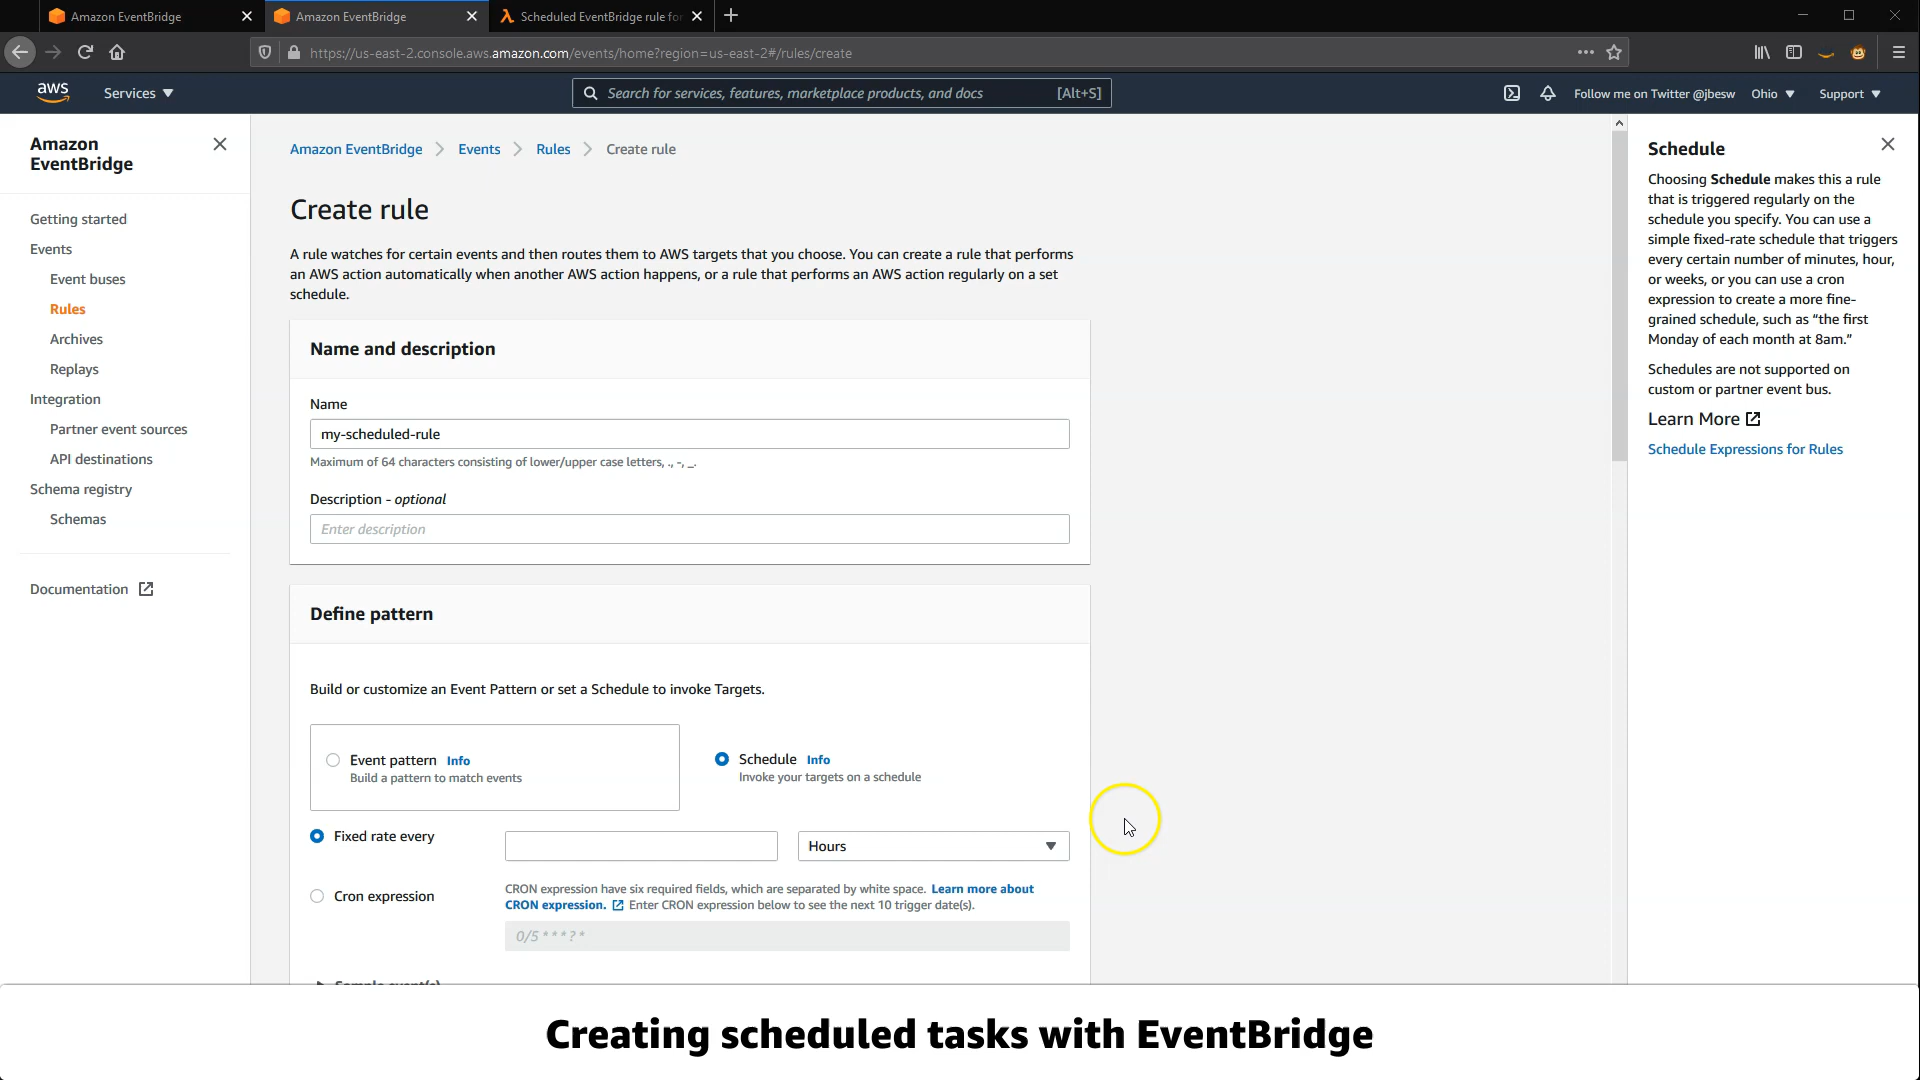 Amazon EventBridge
Amazon EventBridge
Scheduled EventBridge rule for
https://us-east-2.console.aws.amazon.com/events/home?region=us-east-2#/rules/create
aws
Services
Search for services, features, marketplace products, and docs [Alt+S]
Follow me on Twitter @jbesw
Ohio
Support
Amazon
EventBridge
Getting started
Events
Event buses
Rules
Archives
Replays
Integration
Partner event sources
API destinations
Schema registry
Schemas
Documentation
Amazon EventBridge
Events
Rules
Create rule
Create rule
A rule watches for certain events and then routes them to AWS targets that you choose. You can create a rule that performs
an AWS action automatically when another AWS action happens, or a rule that performs an AWS action regularly on a set
schedule.
Name and description
Name
my-scheduled-rule
Maximum of 64 characters consisting of lower/upper case letters, ., -, _.
Description - optional
Enter description
Define pattern
Build or customize an Event Pattern or set a Schedule to invoke Targets.
Event pattern Info
Build a pattern to match events
Schedule Info
Invoke your targets on a schedule
Fixed rate every
Hours
Cron expression
CRON expression have six required fields, which are separated by white space. Learn more about
CRON expression. Enter CRON expression below to see the next 10 trigger date(s).
0/5 * * * ? *
Sample event(s)
Schedule
Choosing Schedule makes this a rule
that is triggered regularly on the
schedule you specify. You can use a
simple fixed-rate schedule that triggers
every certain number of minutes, hour,
or weeks, or you can use a cron
expression to create a more fine-
grained schedule, such as “the first
Monday of each month at 8am.”
Schedules are not supported on
custom or partner event bus.
Learn More
Schedule Expressions for Rules
Creating scheduled tasks with EventBridge